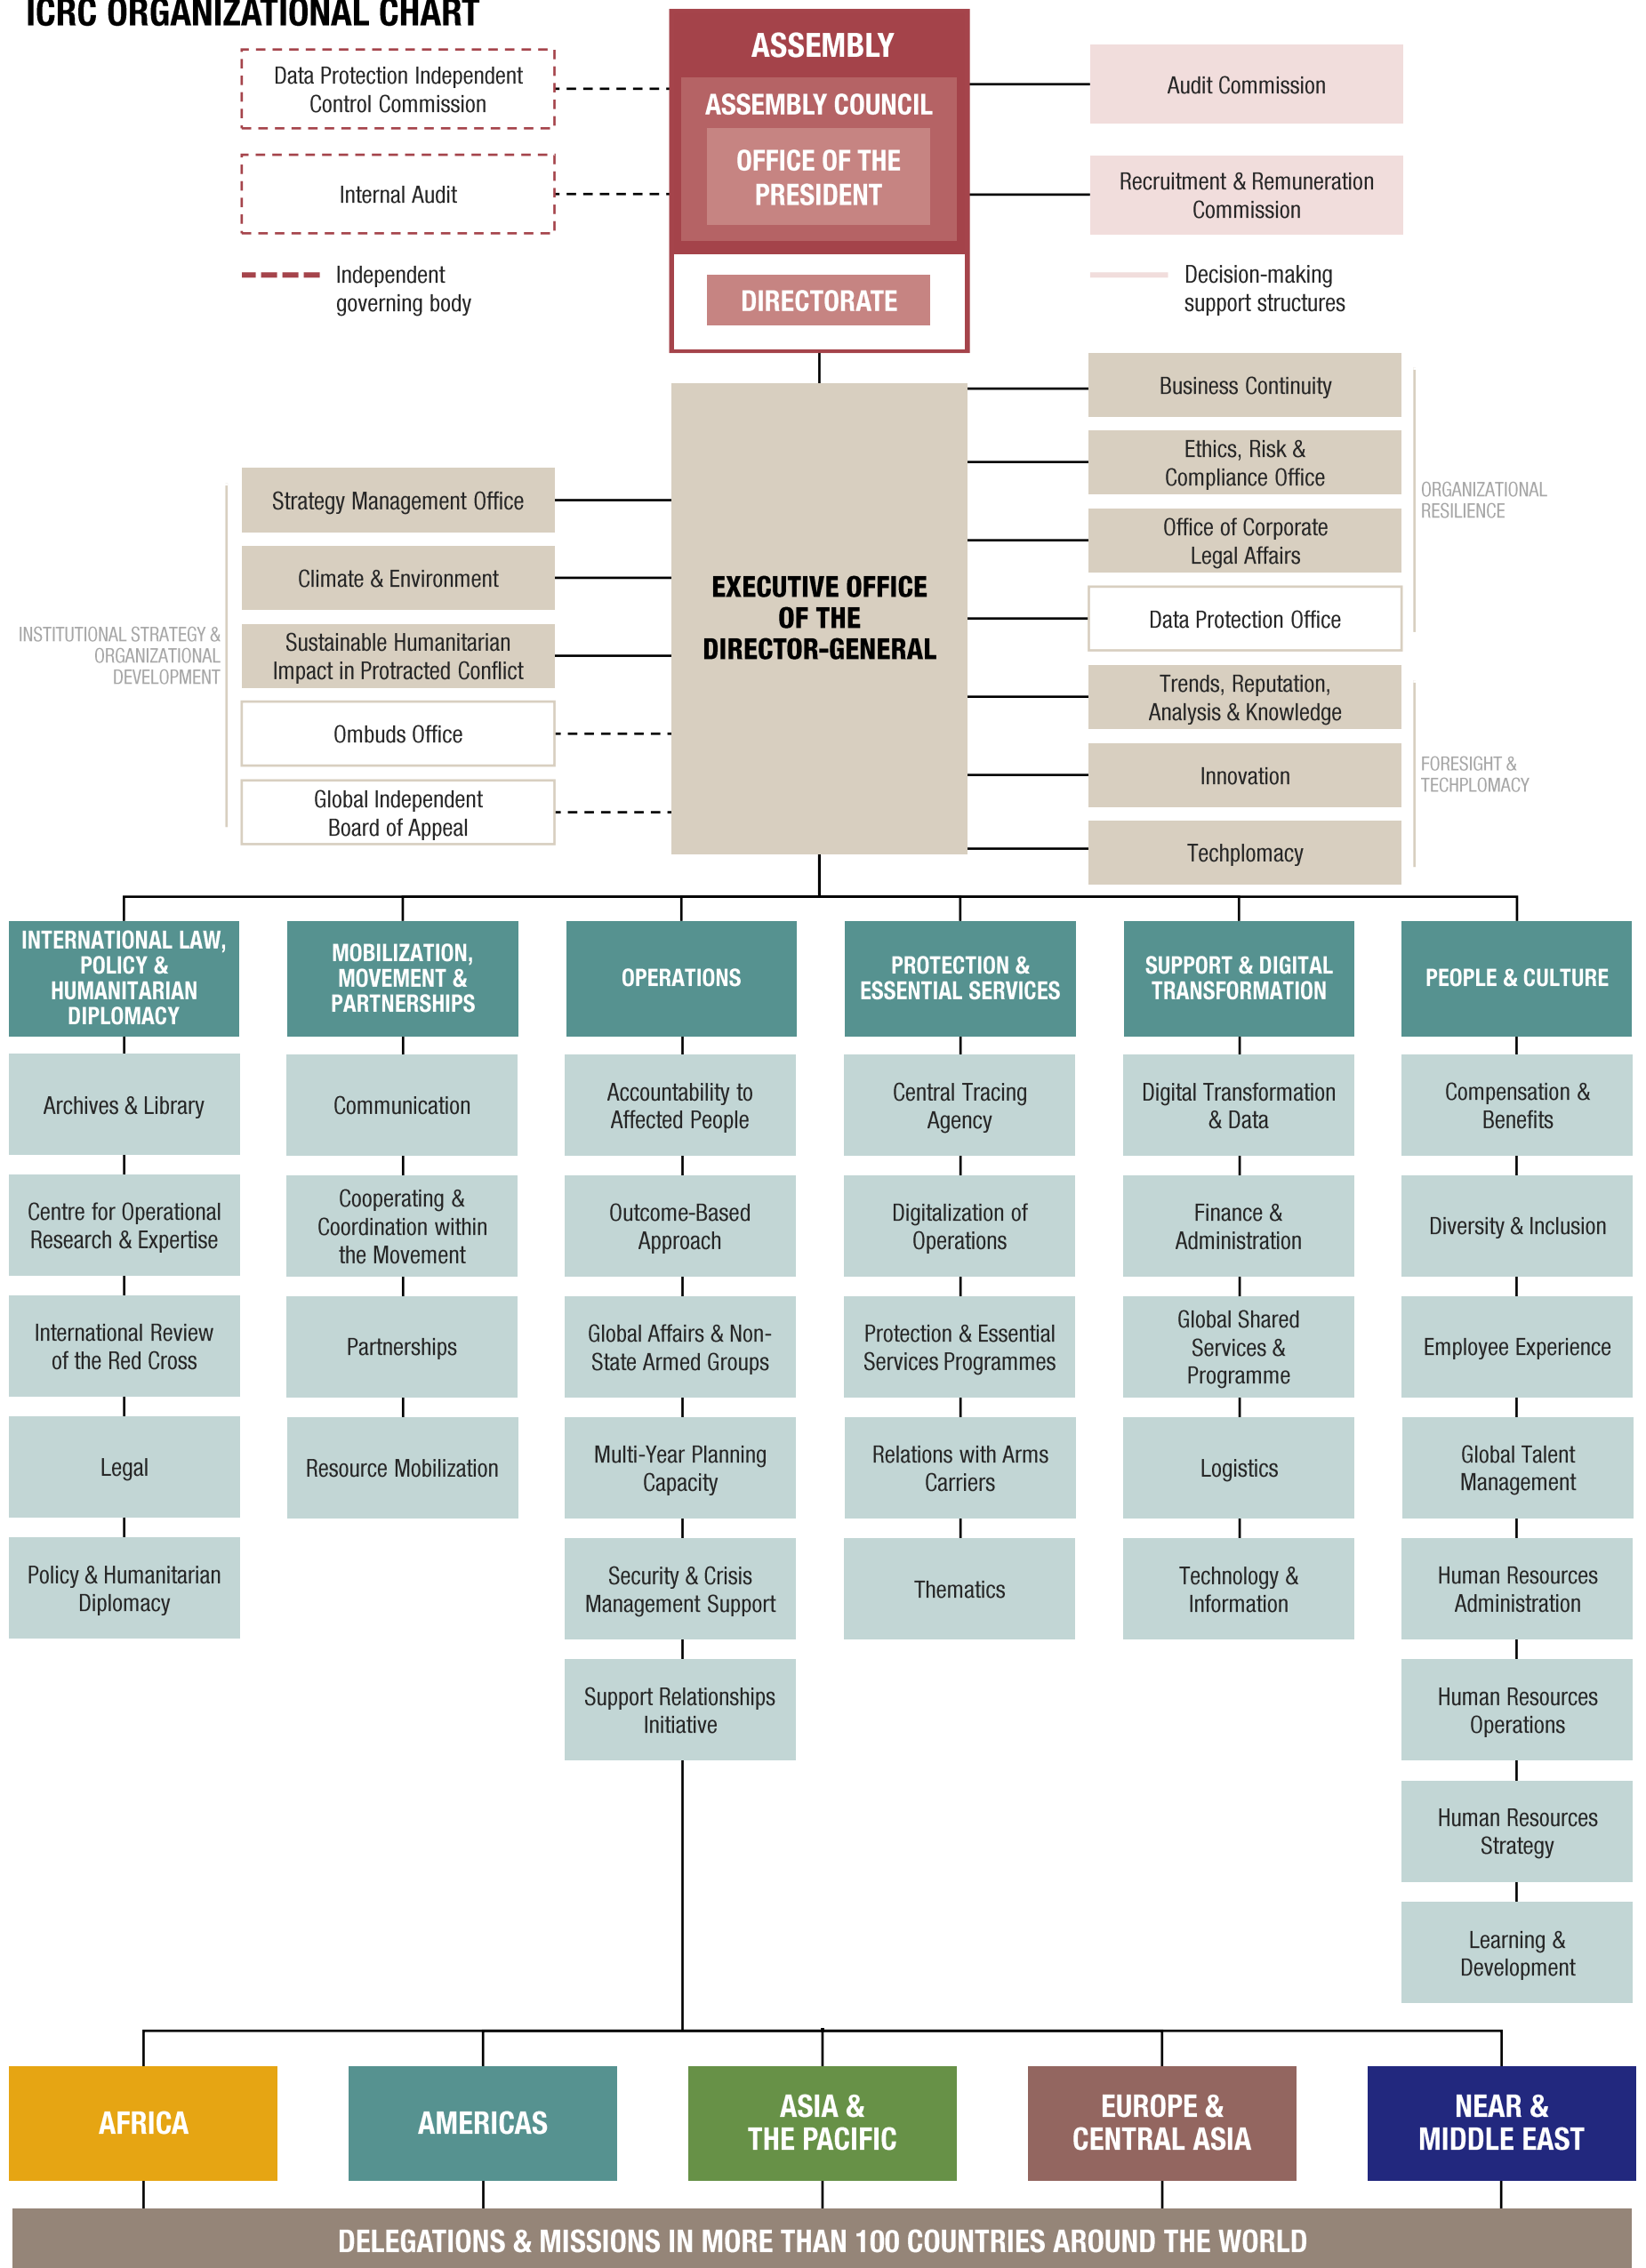 ICRC ORGANIZATIONAL CHART
ASSEMBLY
ASSEMBLY COUNCIL
OFFICE OF THE
PRESIDENT
DIRECTORATE
Data Protection Independent
Control Commission
Internal Audit
Independent
governing body
Audit Commission
Recruitment & Remuneration
Commission
Decision-making
support structures
EXECUTIVE OFFICE
OF THE
DIRECTOR-GENERAL
INSTITUTIONAL STRATEGY &
ORGANIZATIONAL
DEVELOPMENT
Strategy Management Office
Climate & Environment
Sustainable Humanitarian
Impact in Protracted Conflict
Ombuds Office
Global Independent
Board of Appeal
Business Continuity
Ethics, Risk &
Compliance Office
Office of Corporate
Legal Affairs
Data Protection Office
ORGANIZATIONAL
RESILIENCE
Trends, Reputation,
Analysis & Knowledge
Innovation
Techplomacy
FORESIGHT &
TECHPLOMACY
INTERNATIONAL LAW,
POLICY &
HUMANITARIAN
DIPLOMACY
Archives & Library
Centre for Operational
Research & Expertise
International Review
of the Red Cross
Legal
Policy & Humanitarian
Diplomacy
MOBILIZATION,
MOVEMENT &
PARTNERSHIPS
Communication
Cooperating &
Coordination within
the Movement
Partnerships
Resource Mobilization
OPERATIONS
Accountability to
Affected People
Outcome-Based
Approach
Global Affairs & Non-
State Armed Groups
Multi-Year Planning
Capacity
Security & Crisis
Management Support
Support Relationships
Initiative
PROTECTION &
ESSENTIAL SERVICES
Central Tracing
Agency
Digitalization of
Operations
Protection & Essential
Services Programmes
Relations with Arms
Carriers
Thematics
SUPPORT & DIGITAL
TRANSFORMATION
Digital Transformation
& Data
Finance &
Administration
Global Shared
Services &
Programme
Logistics
Technology &
Information
PEOPLE & CULTURE
Compensation &
Benefits
Diversity & Inclusion
Employee Experience
Global Talent
Management
Human Resources
Administration
Human Resources
Operations
Human Resources
Strategy
Learning &
Development
AFRICA
AMERICAS
ASIA &
THE PACIFIC
EUROPE &
CENTRAL ASIA
NEAR &
MIDDLE EAST
DELEGATIONS & MISSIONS IN MORE THAN 100 COUNTRIES AROUND THE WORLD